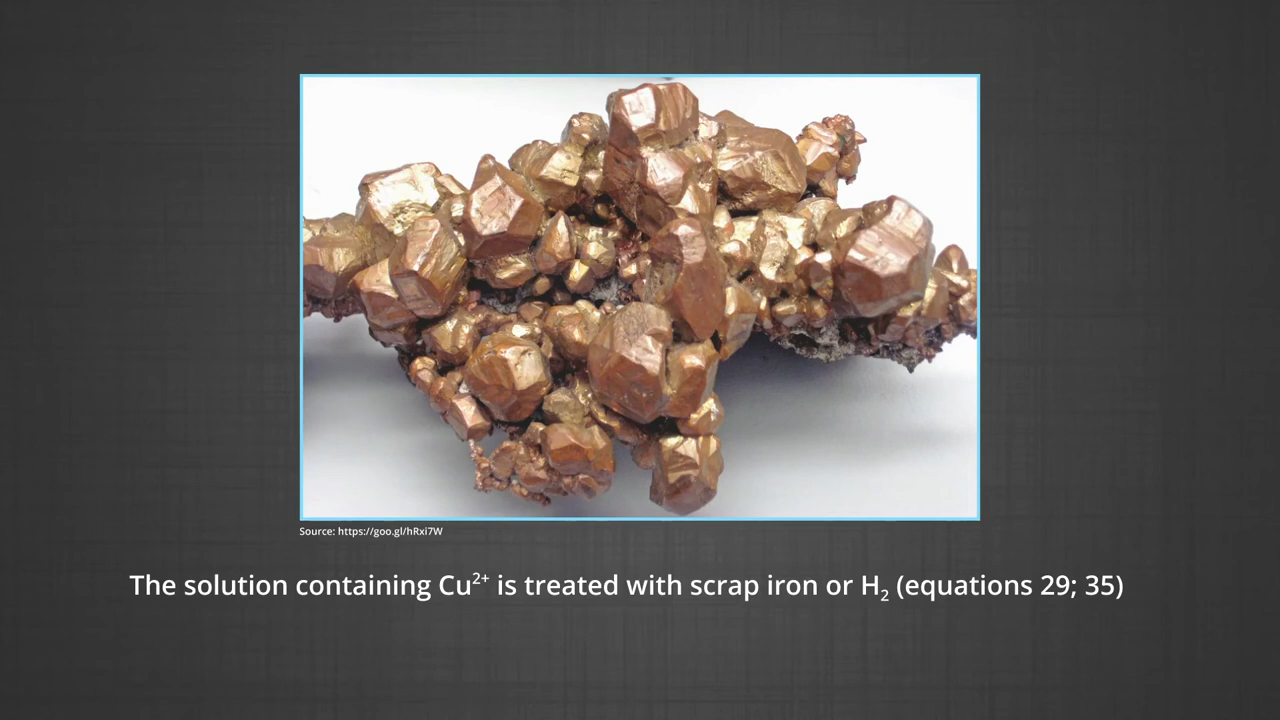 Source: https://goo.gl/hRxi7W
The solution containing Cu²⁺ is treated with scrap iron or H₂ (equations 29; 35)